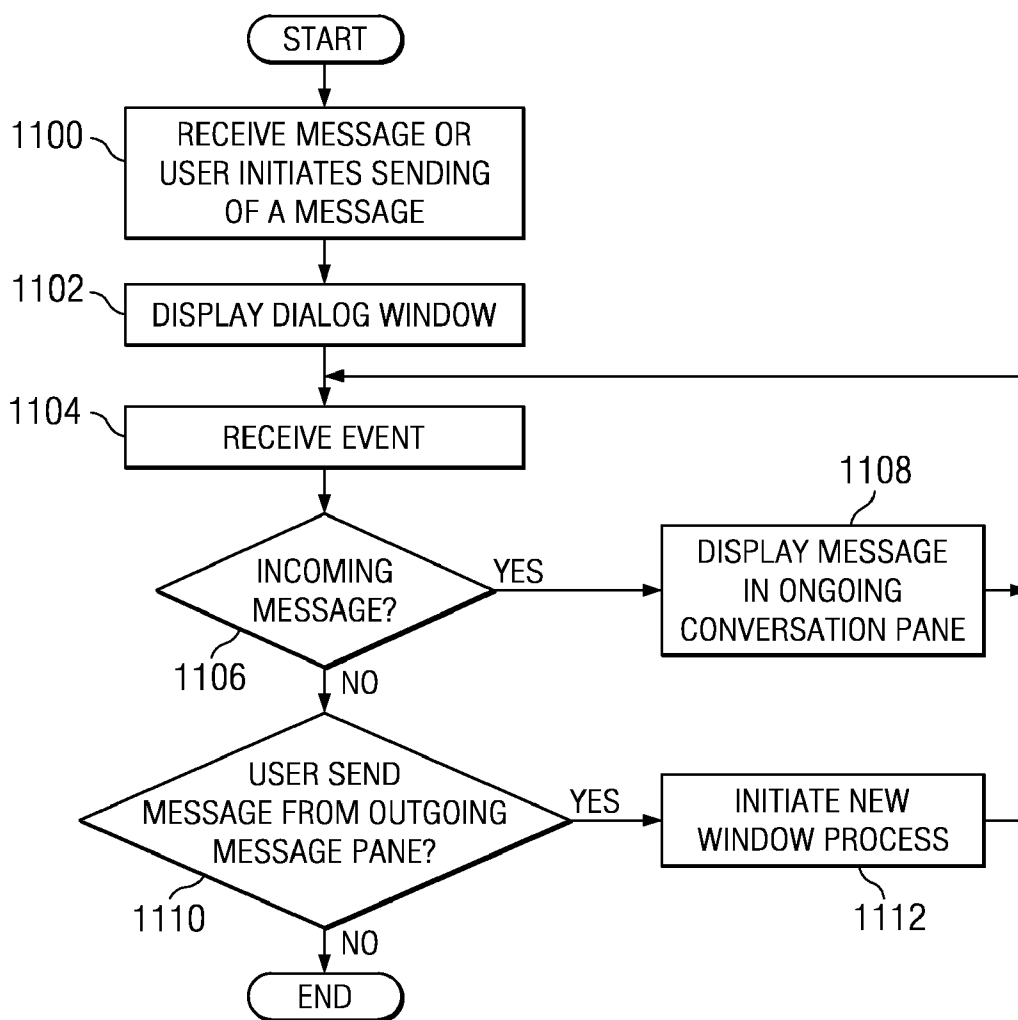 START
1100
RECEIVE MESSAGE OR
USER INITIATES SENDING
OF A MESSAGE
1102
DISPLAY DIALOG WINDOW
1104
RECEIVE EVENT
1108
INCOMING
MESSAGE?
YES
DISPLAY MESSAGE
IN ONGOING
CONVERSATION PANE
1106
NO
USER SEND
MESSAGE FROM OUTGOING
MESSAGE PANE?
YES
INITIATE NEW
WINDOW PROCESS
1110
1112
NO
END